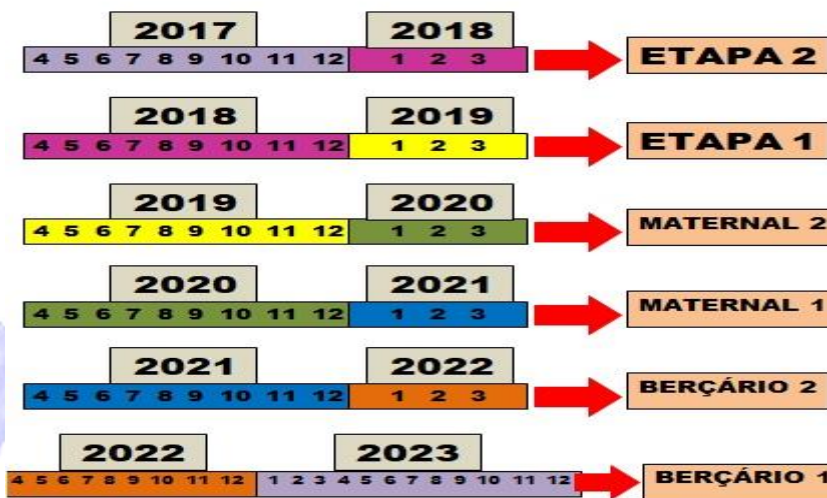 2017 2018
4 5 6 7 8 9 10 11 12 1 2 3 ETAPA 2
2018 2019
4 5 6 7 8 9 10 11 12 1 2 3 ETAPA 1
2019 2020
4 5 6 7 8 9 10 11 12 1 2 3 MATERNAL 2
2020 2021
4 5 6 7 8 9 10 11 12 1 2 3 MATERNAL 1
2021 2022
4 5 6 7 8 9 10 11 12 1 2 3 BERÇÁRIO 2
2022 2023
4 5 6 7 8 9 10 11 12 1 2 3 4 5 6 7 8 9 10 11 12 BERÇÁRIO 1